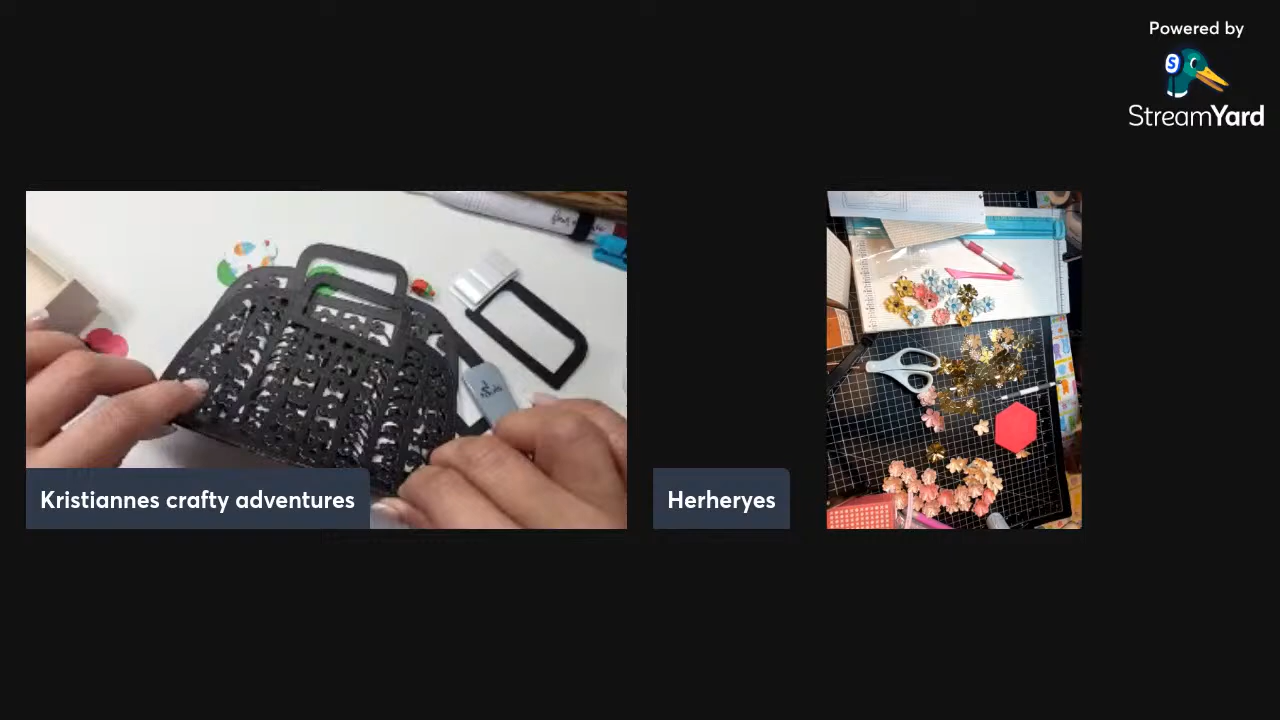 Powered by
S
StreamYard
Kristiannes crafty adventures
Herheryes